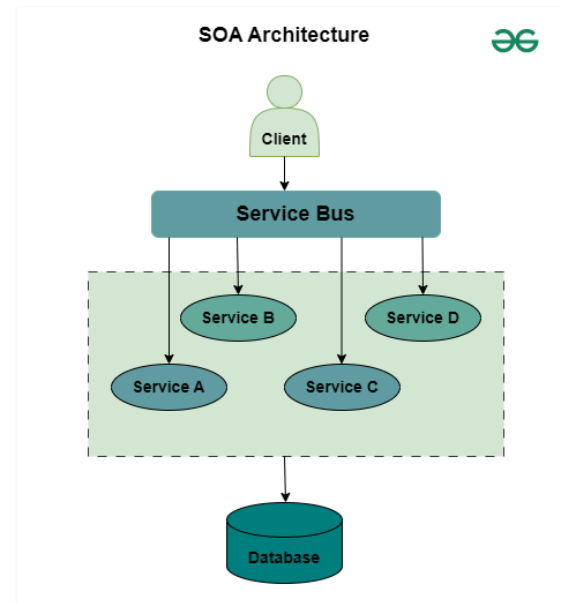 SOA Architecture
Client
Service Bus
Service B
Service D
Service A
Service C
Database